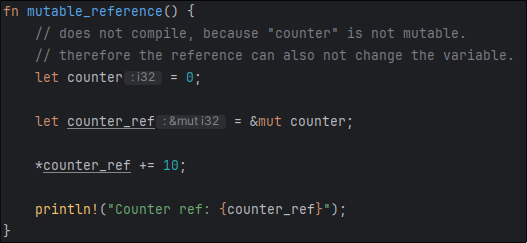 fn mutable_reference() {
    // does not compile, because "counter" is not mutable.
    // therefore the reference can also not change the variable.
    let counter : i32 = 0;
    let counter_ref : &mut i32 = &mut counter;
    *counter_ref += 10;
    println!("Counter ref: {counter_ref}");
}